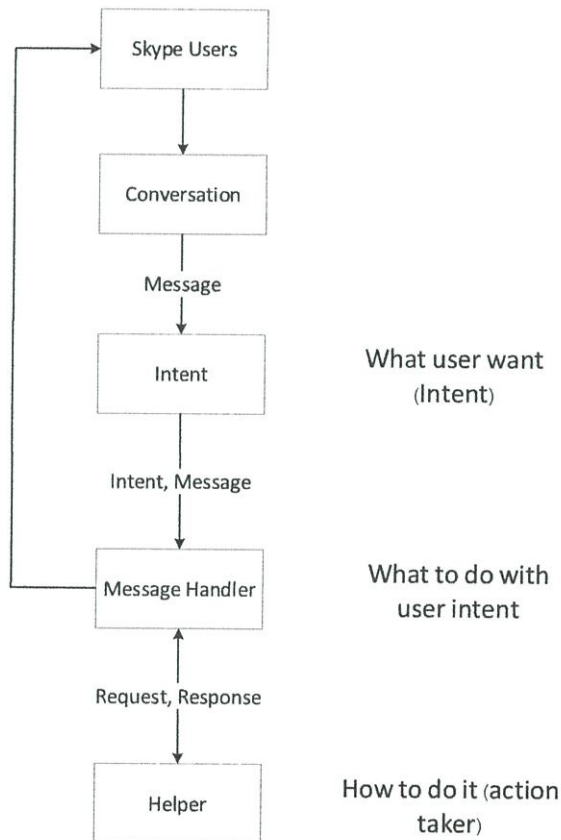 Skype Users
Conversation
Message
Intent
What user want
(Intent)
Intent, Message
Message Handler
What to do with
user intent
Request, Response
Helper
How to do it (action
taker)